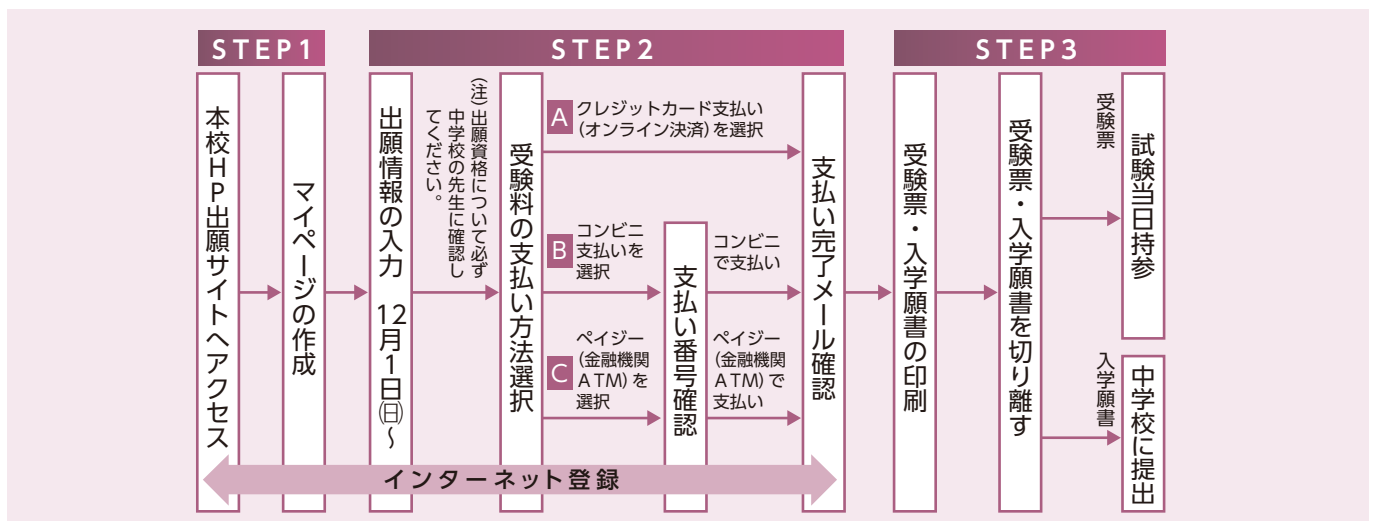 STEP1
本校HP出願サイトへアクセス
マイページの作成
STEP2
出願情報の入力　12月1日㈰～
(注)出願資格について必ず
中学校の先生に確認し
てください。
受験料の支払い方法選択
A
クレジットカード支払い
(オンライン決済)を選択
B
コンビニ
支払いを
選択
C
ペイジー
(金融機関
ATM)を
選択
支払い番号確認
コンビニ
で支払い
ペイジー
(金融機関
ATM)で
支払い
支払い完了メール確認
インターネット登録
STEP3
受験票・入学願書の印刷
受験票・入学願書を切り離す
受験票
試験当日持参
入学願書
中学校に提出